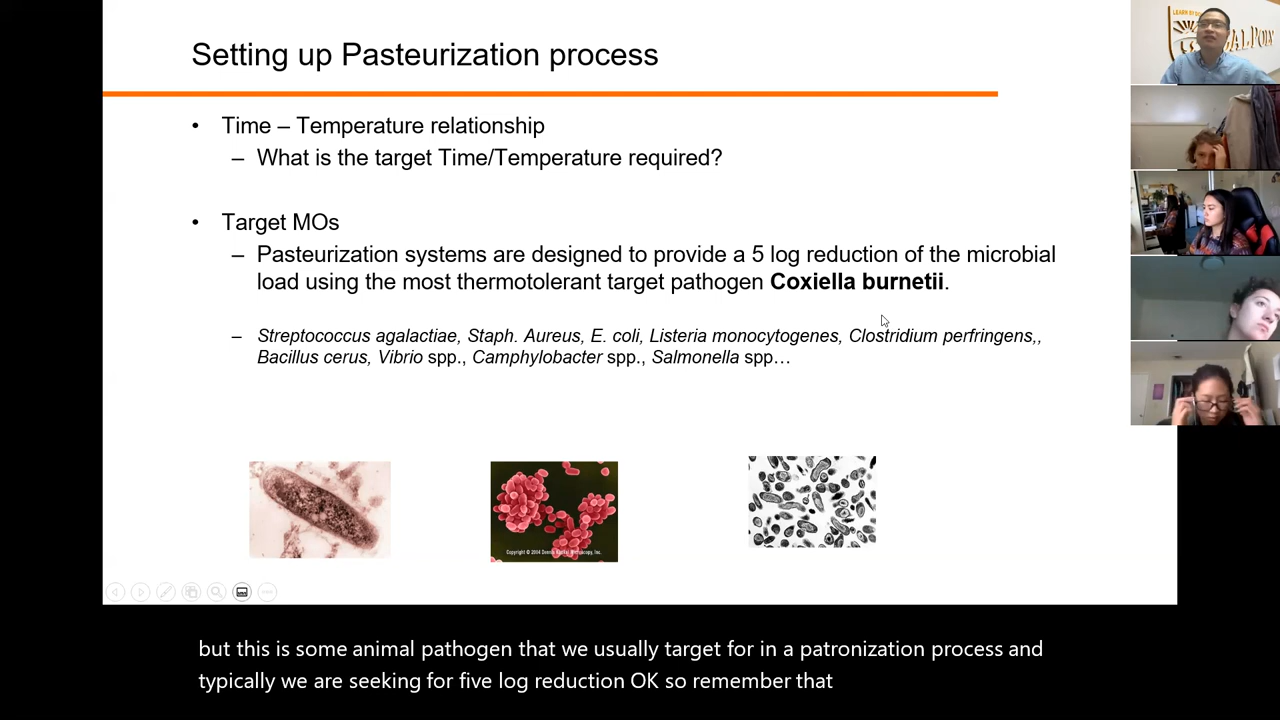 Setting up Pasteurization process
• Time – Temperature relationship
– What is the target Time/Temperature required?
• Target MOs
– Pasteurization systems are designed to provide a 5 log reduction of the microbial
load using the most thermotolerant target pathogen Coxiella burnetii.
– Streptococcus agalactiae, Staph. Aureus, E. coli, Listeria monocytogenes, Clostridium perfringens,,
Bacillus cerus, Vibrio spp., Camphylobacter spp., Salmonella spp…
but this is some animal pathogen that we usually target for in a patronization process and
typically we are seeking for five log reduction OK so remember that